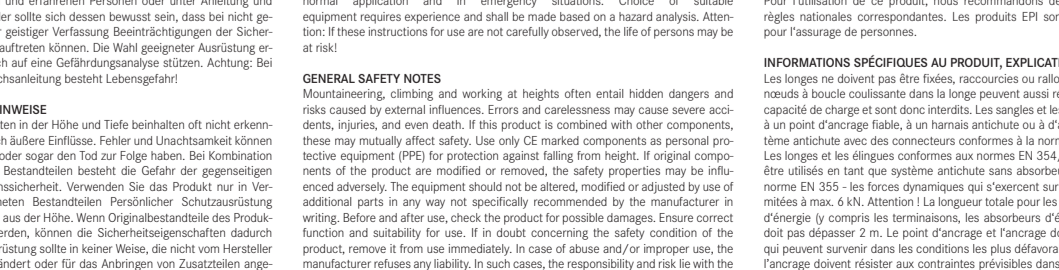 und erfahrenen Personen oder unter Anleitung und
der sollte sich dessen bewusst sein, dass bei nicht ge-
geistiger Verfassung Beeinträchtigungen der Sicher-
auftreten können. Die Wahl geeigneter Ausrüstung er-
auf eine Gefährdungsanalyse stützen. Achtung: Bei
chsanleitung besteht Lebensgefahr!
INWEISE
ten in der Höhe und Tiefe beinhalten oft nicht erkenn-
äußere Einflüsse. Fehler und Unachtsamkeit können
oder sogar den Tod zur Folge haben. Bei Kombination
Bestandteilen besteht die Gefahr der gegenseitigen
nssicherheit. Verwenden Sie das Produkt nur in Ver-
neten Bestandteilen Persönlicher Schutzausrüstung
aus der Höhe. Wenn Originalbestandteile des Produk-
erden, können die Sicherheitseigenschaften dadurch
rüstung sollte in keiner Weise, die nicht vom Hersteller
ändert oder für das Anbringen von Zusatzteilen ange-
normal application and in emergency situations. Choice of suitable
equipment requires experience and shall be made based on a hazard analysis. Atten-
tion: If these instructions for use are not carefully observed, the life of persons may be
at risk!
GENERAL SAFETY NOTES
Mountaineering, climbing and working at heights often entail hidden dangers and
risks caused by external influences. Errors and carelessness may cause severe acci-
dents, injuries, and even death. If this product is combined with other components,
these may mutually affect safety. Use only CE marked components as personal pro-
tective equipment (PPE) for protection against falling from height. If original compo-
nents of the product are modified or removed, the safety properties may be influ-
enced adversely. The equipment should not be altered, modified or adjusted by use of
additional parts in any way not specifically recommended by the manufacturer in
writing. Before and after use, check the product for possible damages. Ensure correct
function and suitability for use. If in doubt concerning the safety condition of the
product, remove it from use immediately. In case of abuse and/or improper use, the
manufacturer refuses any liability. In such cases, the responsibility and risk lie with the
Pour l'utilisation de ce produit, nous recommandons de
règles nationales correspondantes. Les produits EPI son
pour l'assurage de personnes.
INFORMATIONS SPÉCIFIQUES AU PRODUIT, EXPLICAT
Les longes ne doivent pas être fixées, raccourcies ou rallo
nœuds à boucle coulissante dans la longe peuvent aussi re
capacité de charge et sont donc interdits. Les sangles et les
à un point d'ancrage fiable, à un harnais antichute ou à d'a
tème antichute avec des connecteurs conformes à la norm
Les longes et les élingues conformes aux normes EN 354,
être utilisés en tant que système antichute sans absorbeu
norme EN 355 - les forces dynamiques qui s'exercent sur
mitées à max. 6 kN. Attention ! La longueur totale pour les
d'énergie (y compris les terminaisons, les absorbeurs d'é
doit pas dépasser 2 m. Le point d'ancrage et l'ancrage do
qui peuvent survenir dans les conditions les plus défavora
l'ancrage doivent résister aux contraintes prévisibles dans